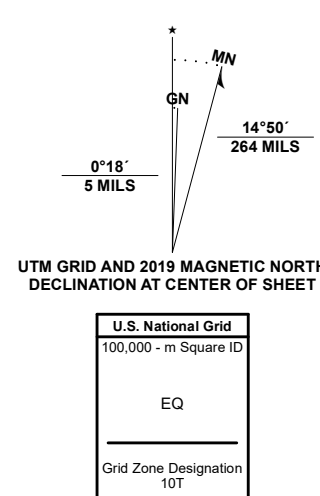 ★
MN
GN
14°50´
264 MILS
0°18´
5 MILS
UTM GRID AND 2019 MAGNETIC NORTH
DECLINATION AT CENTER OF SHEET
U.S. National Grid
100,000 - m Square ID
EQ
Grid Zone Designation
10T